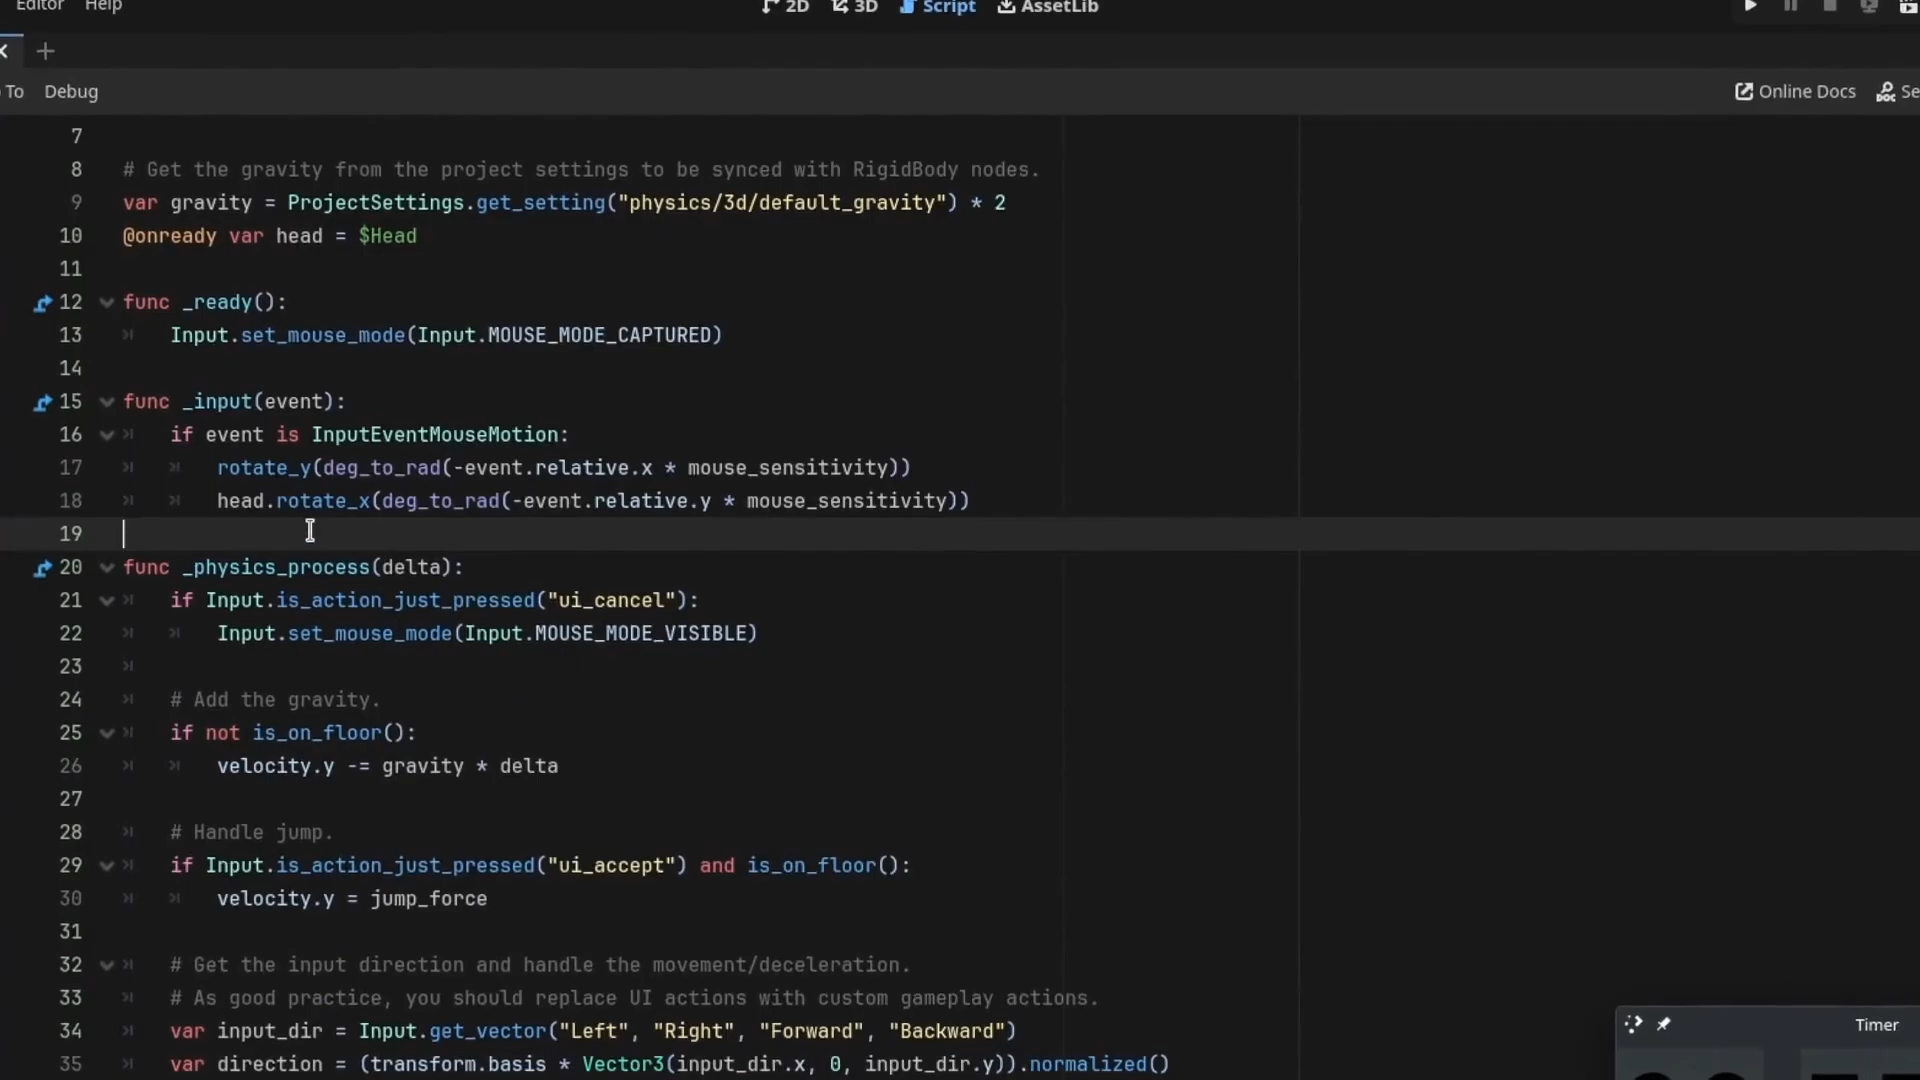 Editor Help 2D 3D Script AssetLib
To Debug Online Docs Se
7
8 # Get the gravity from the project settings to be synced with RigidBody nodes.
9 var gravity = ProjectSettings.get_setting("physics/3d/default_gravity") * 2
10 @onready var head = $Head
11
12 func _ready():
13 Input.set_mouse_mode(Input.MOUSE_MODE_CAPTURED)
14
15 func _input(event):
16 if event is InputEventMouseMotion:
17 rotate_y(deg_to_rad(-event.relative.x * mouse_sensitivity))
18 head.rotate_x(deg_to_rad(-event.relative.y * mouse_sensitivity))
19
20 func _physics_process(delta):
21 if Input.is_action_just_pressed("ui_cancel"):
22 Input.set_mouse_mode(Input.MOUSE_MODE_VISIBLE)
23
24 # Add the gravity.
25 if not is_on_floor():
26 velocity.y -= gravity * delta
27
28 # Handle jump.
29 if Input.is_action_just_pressed("ui_accept") and is_on_floor():
30 velocity.y = jump_force
31
32 # Get the input direction and handle the movement/deceleration.
33 # As good practice, you should replace UI actions with custom gameplay actions.
34 var input_dir = Input.get_vector("Left", "Right", "Forward", "Backward")
Timer
35 var direction = (transform.basis * Vector3(input_dir.x, 0, input_dir.y)).normalized()